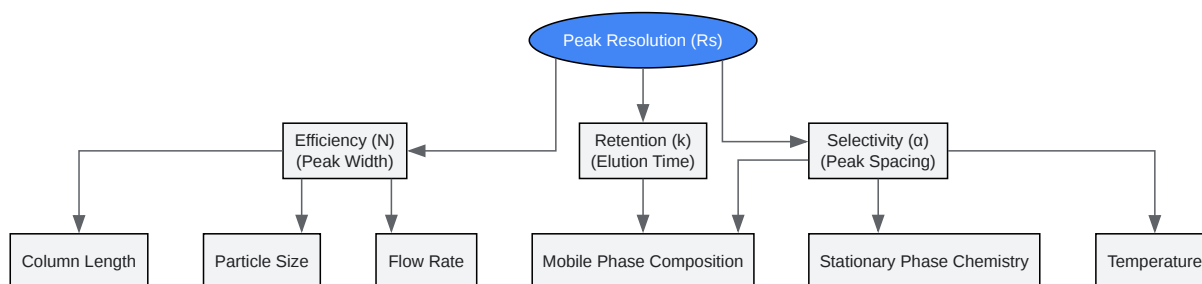 Peak Resolution (Rs)
Efficiency (N)
(Peak Width)
Retention (k)
(Elution Time)
Selectivity (α)
(Peak Spacing)
Column Length
Particle Size
Flow Rate
Mobile Phase Composition
Stationary Phase Chemistry
Temperature